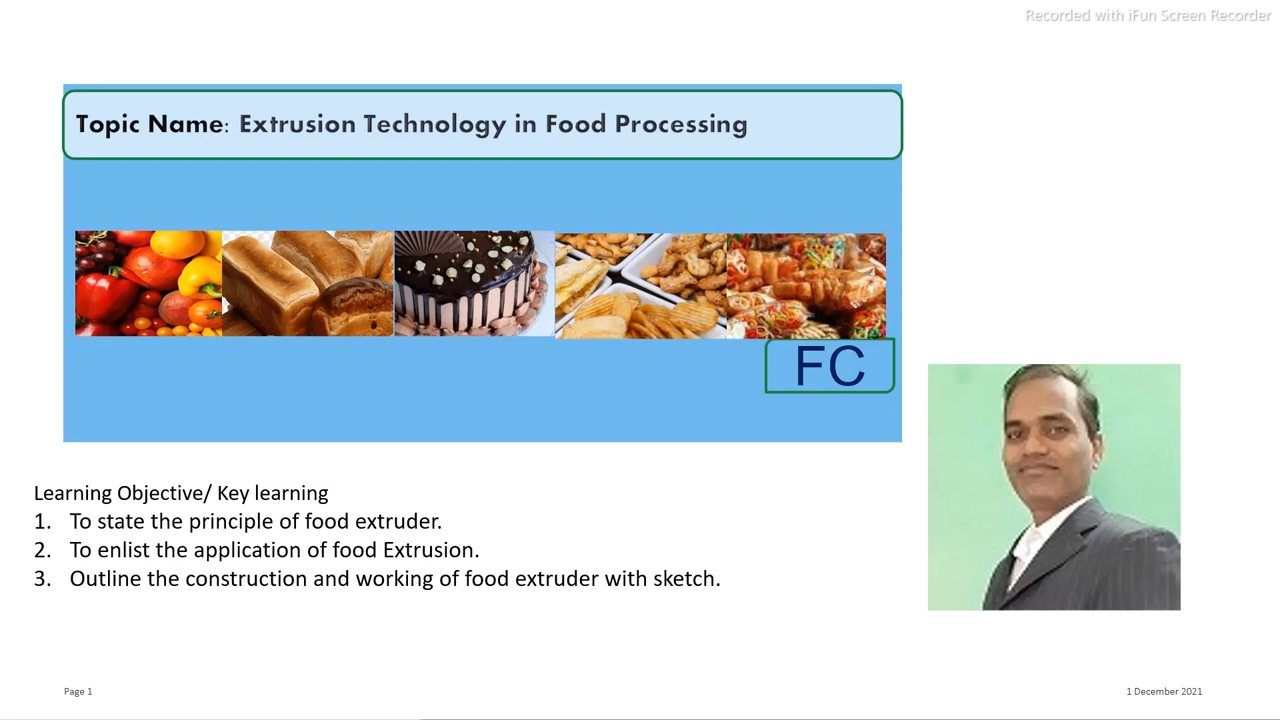 Recorded with iFun Screen Recorder
Topic Name: Extrusion Technology in Food Processing
FC
Learning Objective/ Key learning
1. To state the principle of food extruder.
2. To enlist the application of food Extrusion.
3. Outline the construction and working of food extruder with sketch.
Page 1
1 December 2021